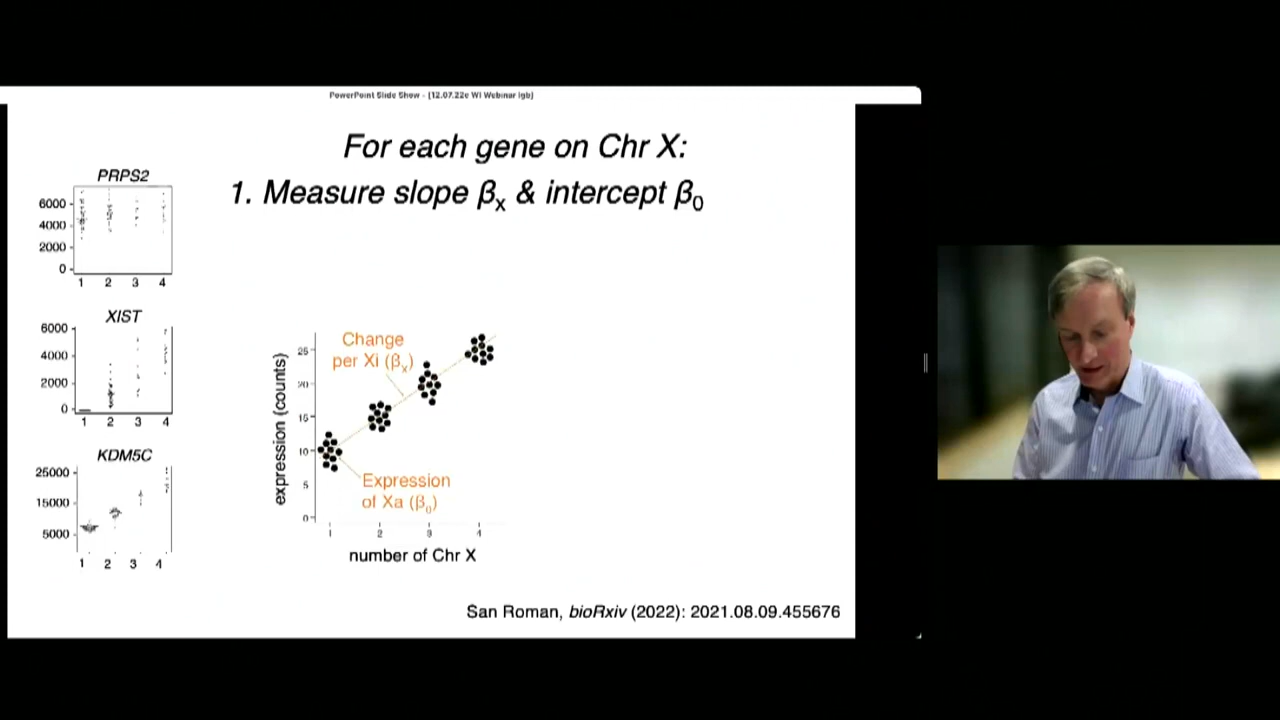 PowerPoint Slide Show - [12.07.22e WI Webinar lgb]
For each gene on Chr X:
1. Measure slope βx & intercept β0
PRPS2
6000
4000
2000
0
1 2 3 4
XIST
6000
4000
2000
0
1 2 3 4
KDM5C
25000
15000
5000
1 2 3 4
Change
per Xi (βx)
expression (counts)
25
20
15
10
5
0
Expression
of Xa (β0)
1 2 3 4
number of Chr X
San Roman, bioRxiv (2022): 2021.08.09.455676